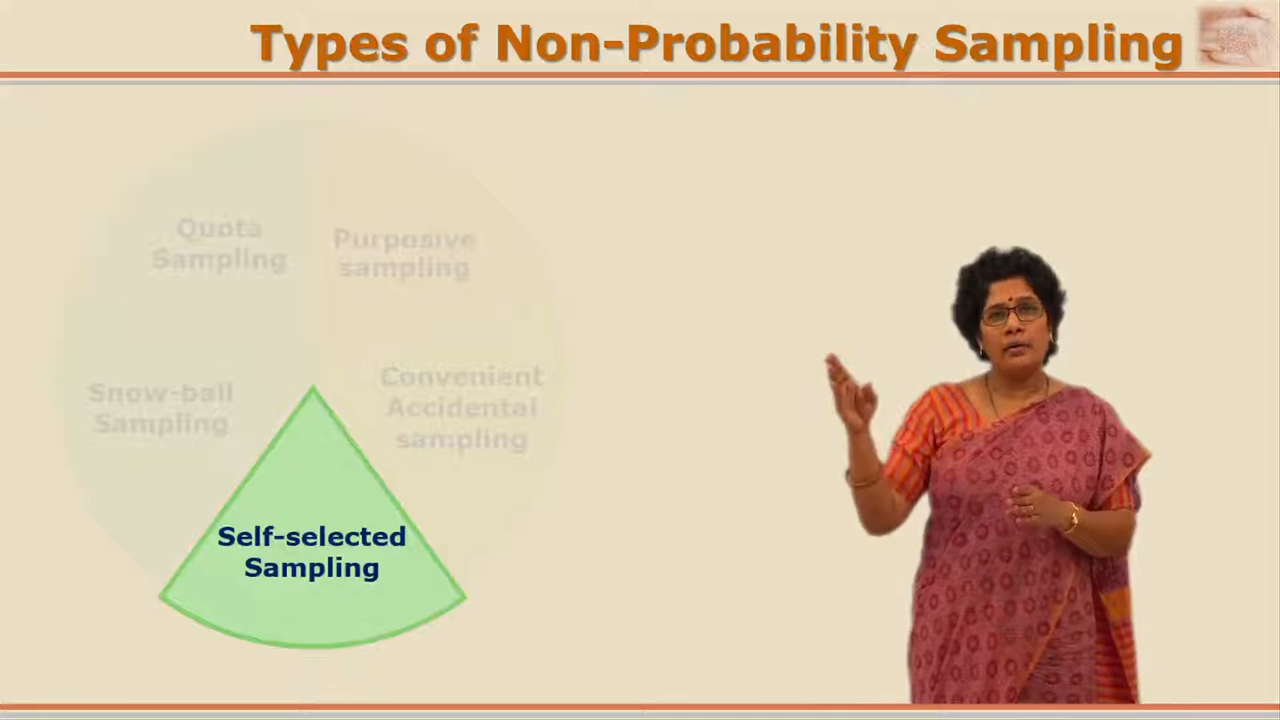 Types of Non-Probability Sampling
Quota
Sampling
Purposive
sampling
Snow-ball
Sampling
Convenient
Accidental
sampling
Self-selected
Sampling